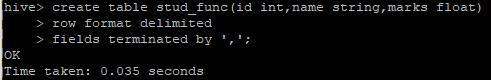 hive> create table stud_func(id int,name string,marks float)
    > row format delimited
    > fields terminated by ',';
OK
Time taken: 0.035 seconds